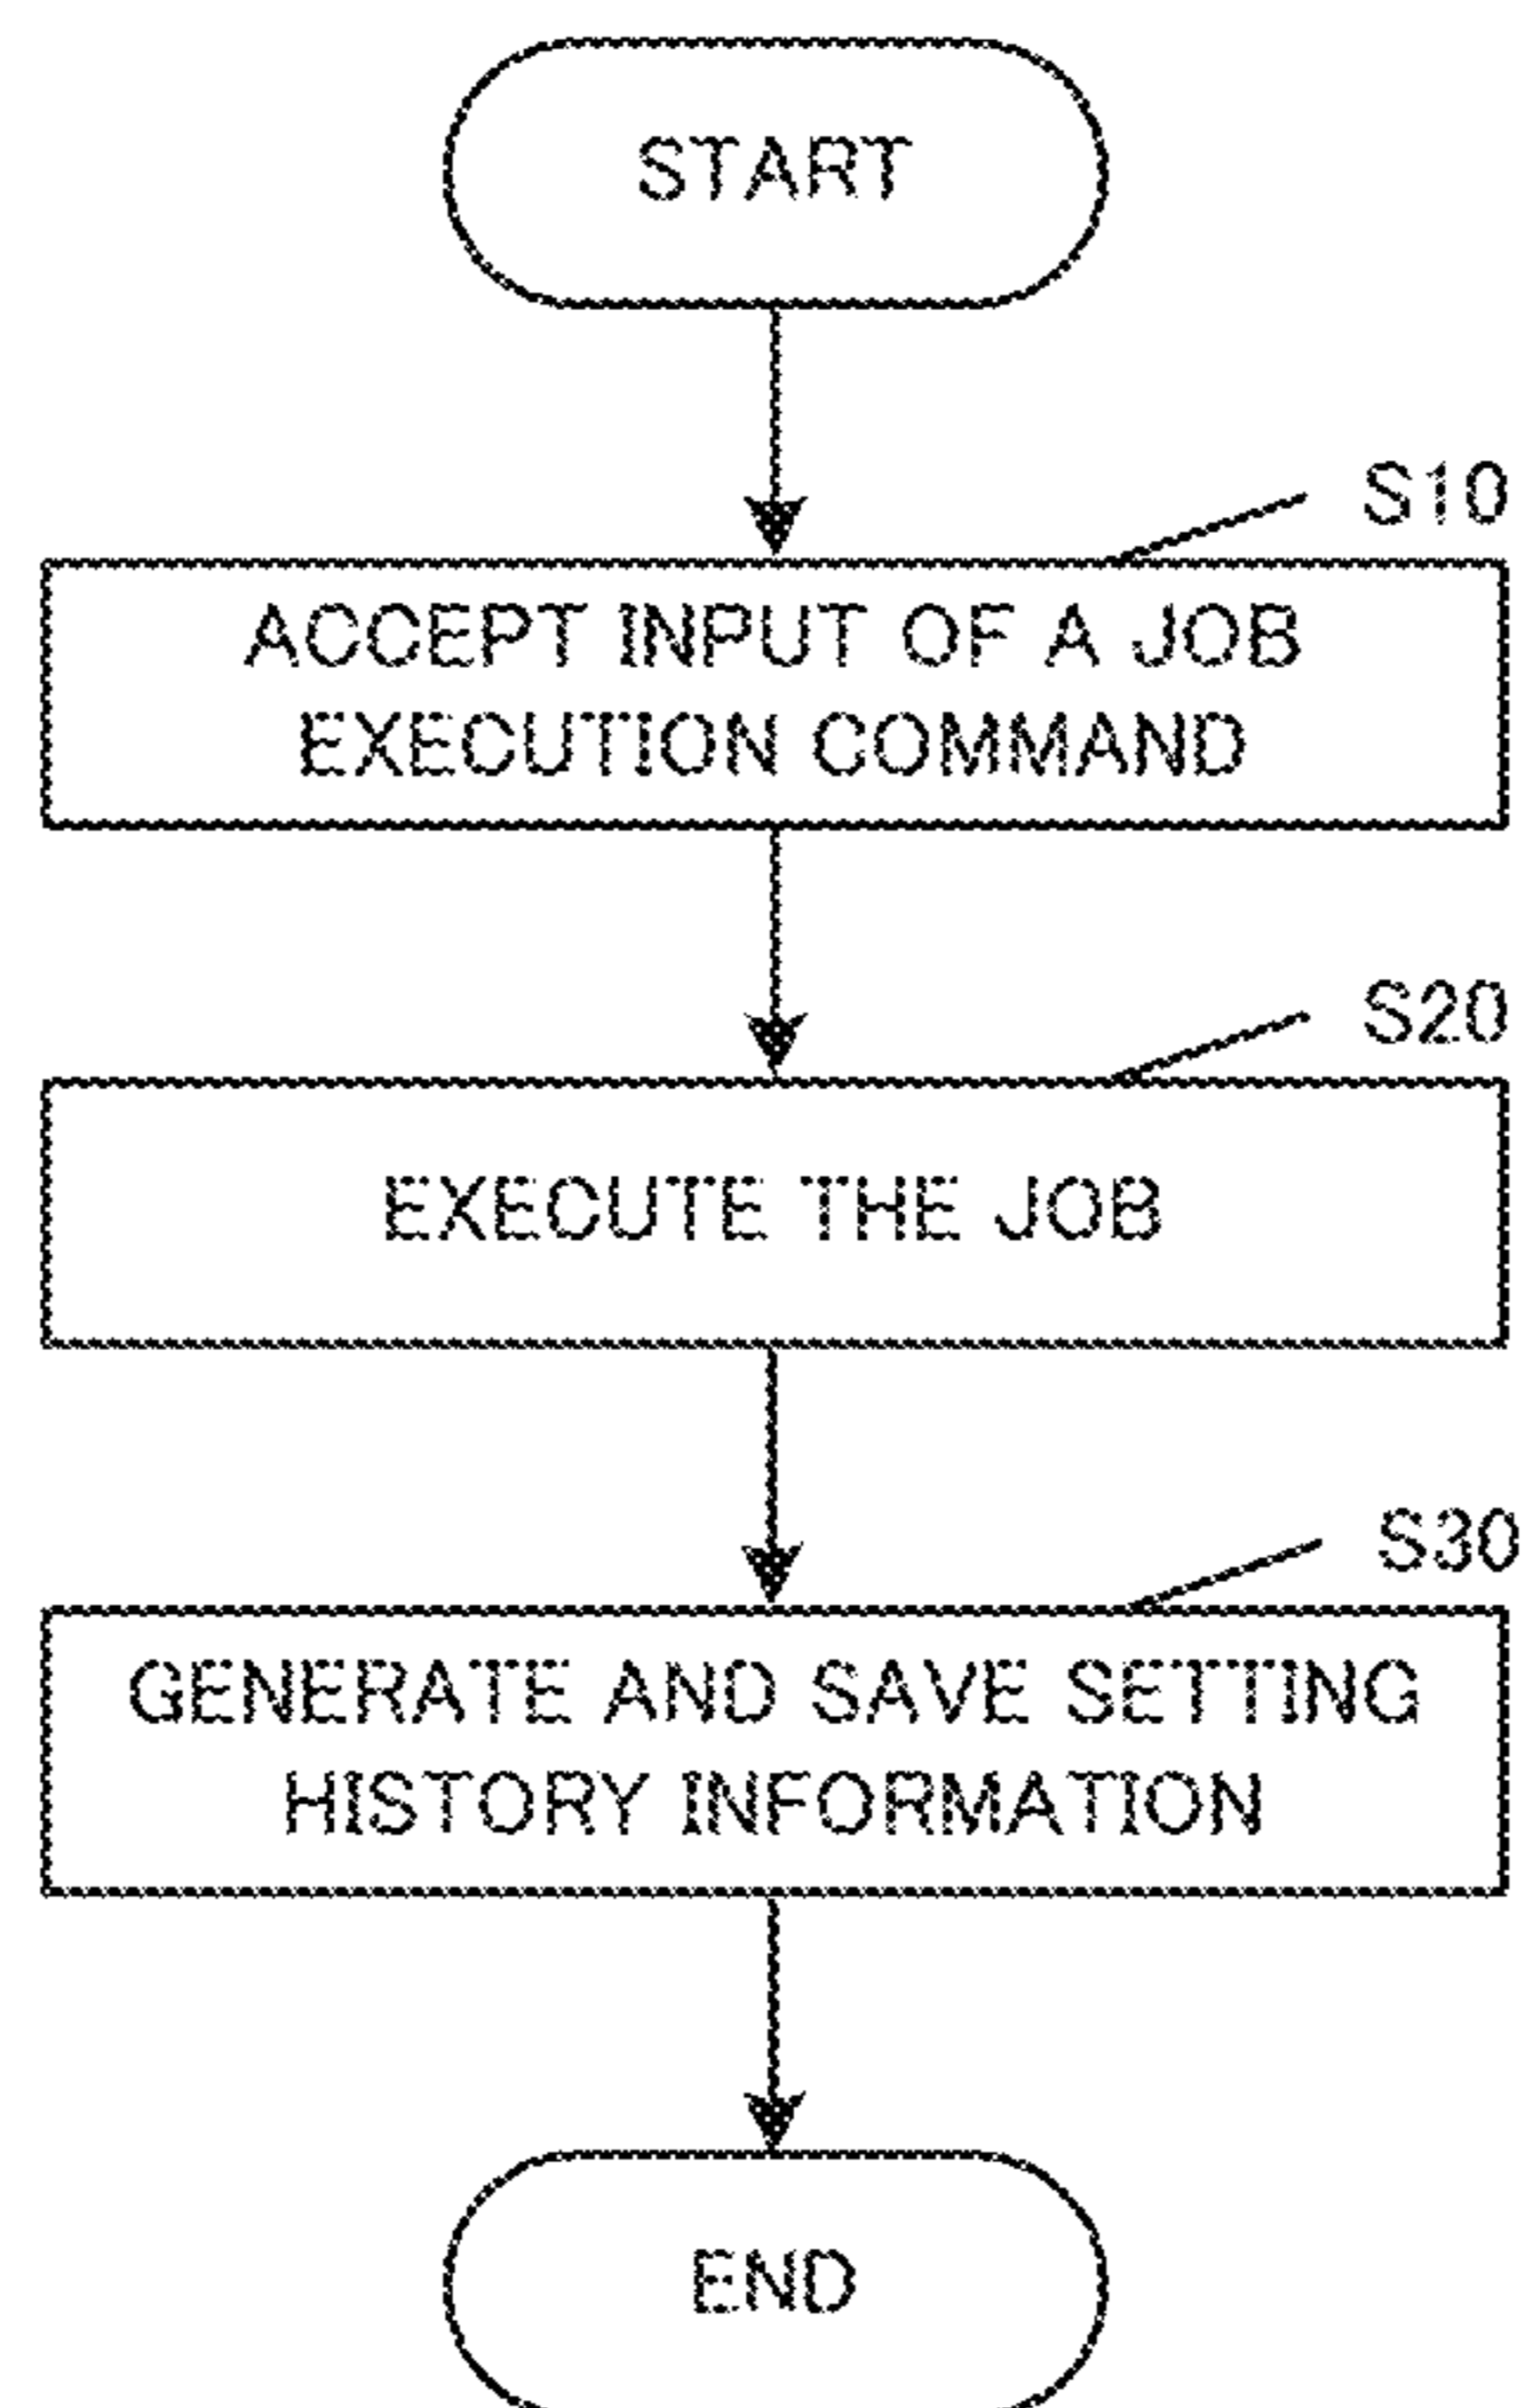 START
S10
ACCEPT INPUT OF A JOB
EXECUTION COMMAND
S20
EXECUTE THE JOB
S30
GENERATE AND SAVE SETTING
HISTORY INFORMATION
END